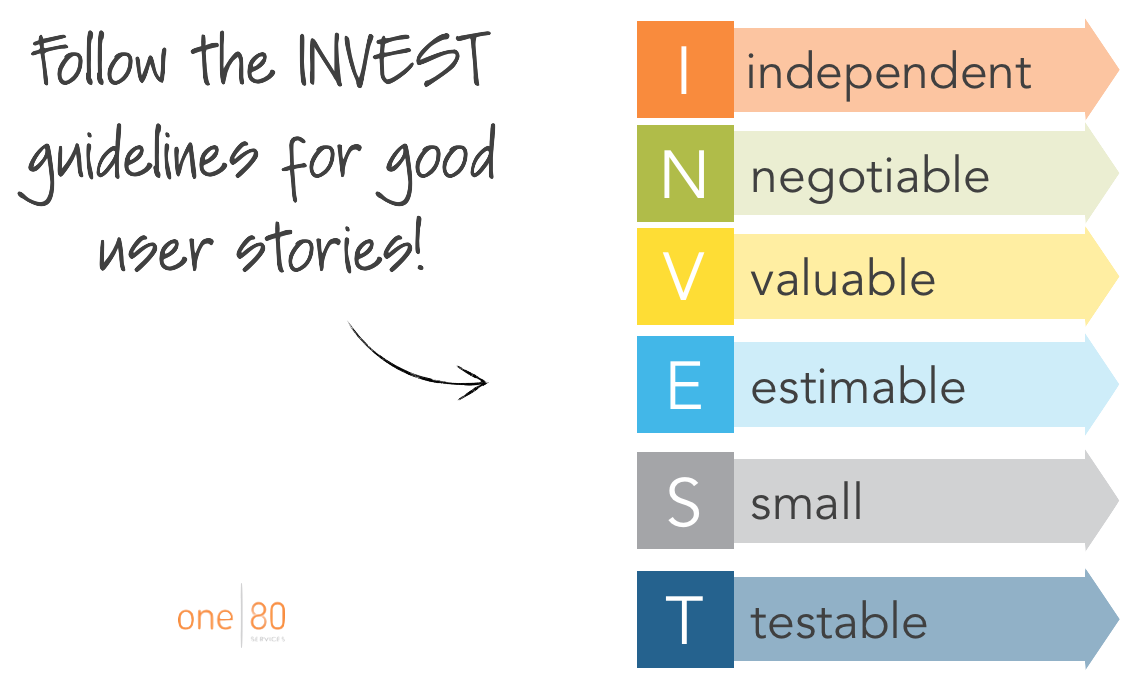 Follow the INVEST
guidelines for good
user stories!
I independent
N negotiable
V valuable
E estimable
S small
T testable
one 80
SERVICES